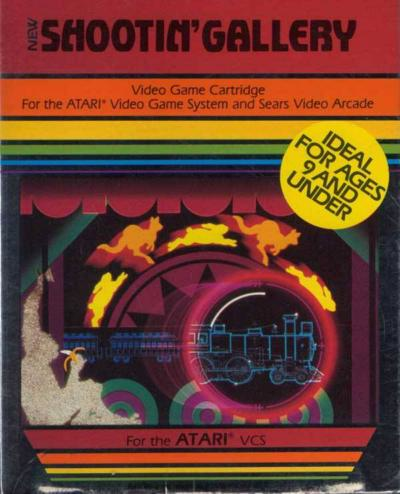 NEW SHOOTIN' GALLERY
Video Game Cartridge
For the ATARI® Video Game System and Sears Video Arcade
IDEAL
FOR AGES
9 AND
UNDER
For the ATARI® VCS